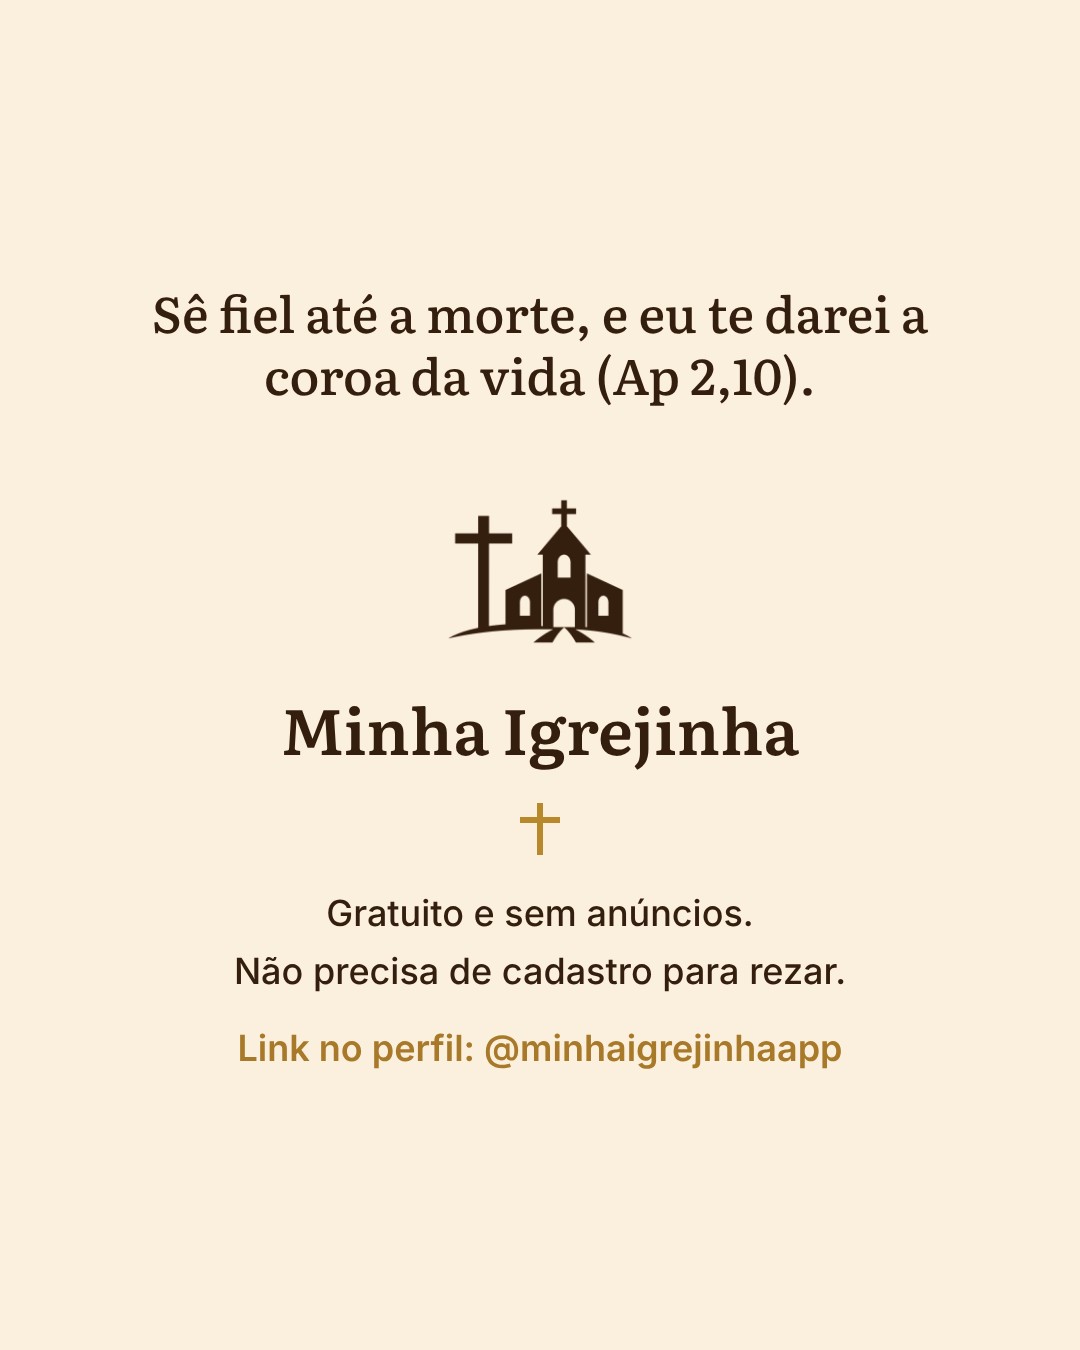 Sê fiel até a morte, e eu te darei a
coroa da vida (Ap 2,10).
Minha Igrejinha
Gratuito e sem anúncios.
Não precisa de cadastro para rezar.
Link no perfil: @minhaigrejinhaapp